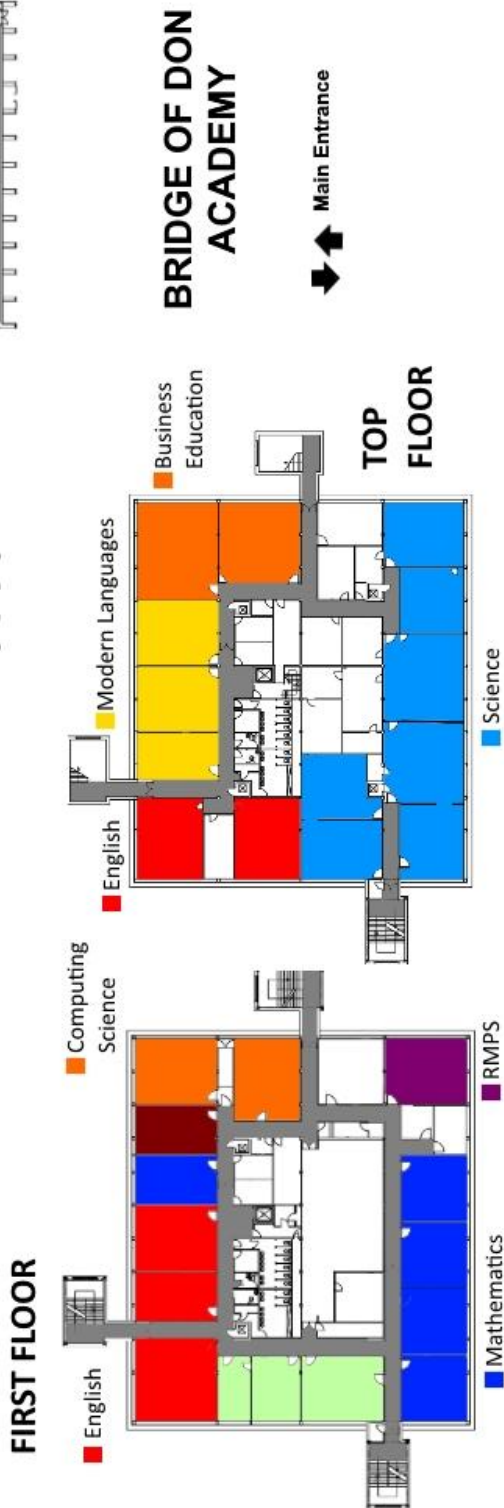 BRIDGE OF DON
ACADEMY
Main Entrance
FIRST FLOOR
English
Computing
Science
Mathematics
RMPS
TOP
FLOOR
English
Modern Languages
Business
Education
Science